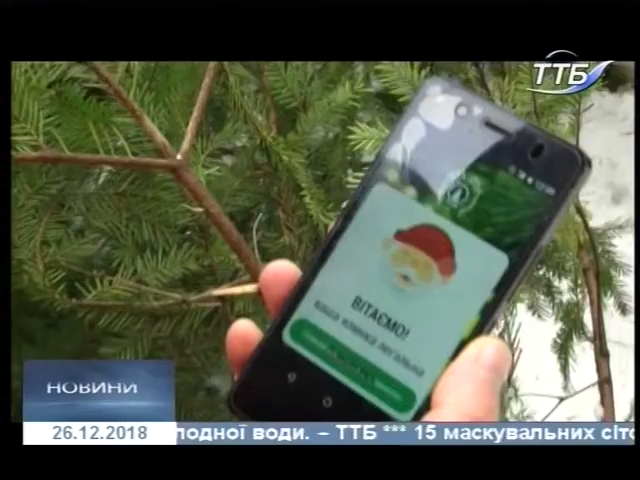 ТТБ
ВІТАЄМО!
ваша ялинка легальна
НОВИНИ
26.12.2018
лодної води. – ТТБ *** 15 маскувальних сіто